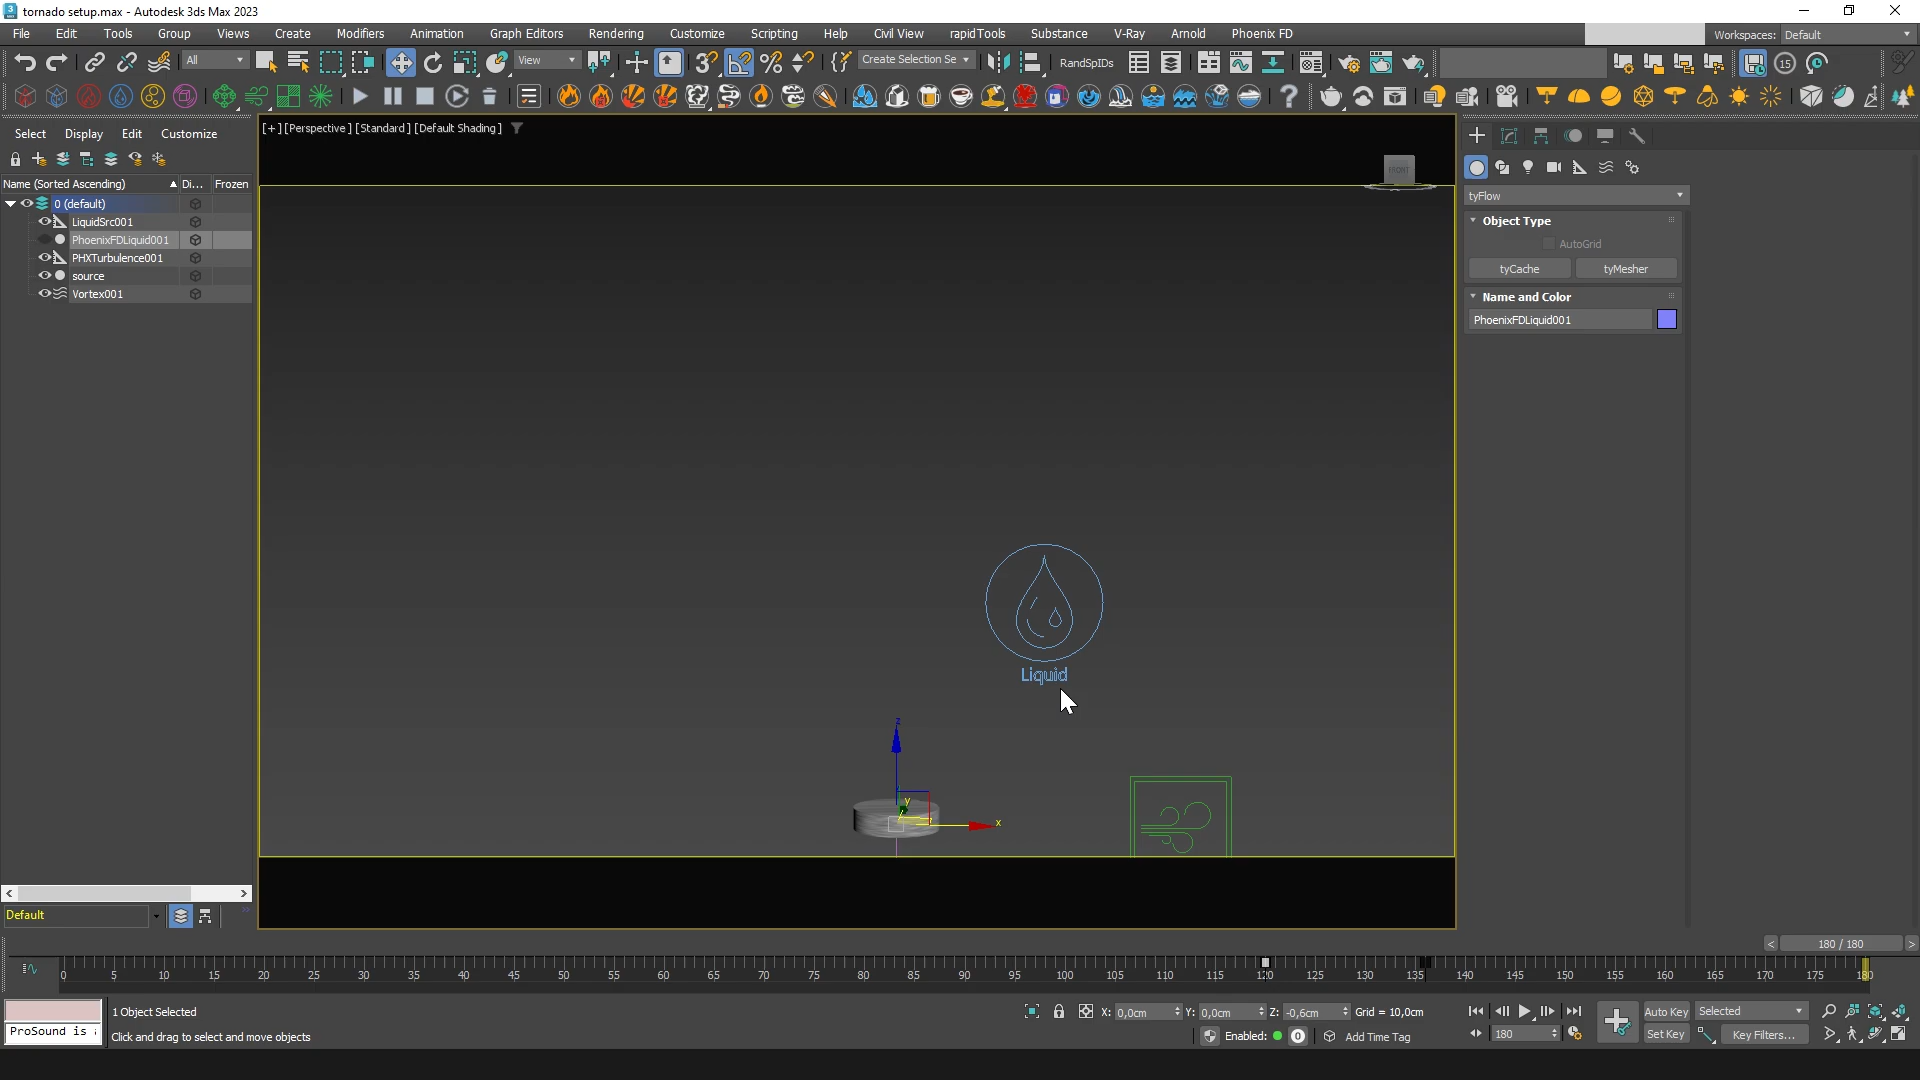 tornado setup.max - Autodesk 3ds Max 2023
File Edit Tools Group Views Create Modifiers Animation Graph Editors Rendering Customize Scripting Help Civil View rapidTools Substance V-Ray Arnold Phoenix FD
Workspaces: Default
All View Create Selection Se RandSpIDs 15
Select Display Edit Customize
Name (Sorted Ascending) Di... Frozen
0 (default)
LiquidSrc001
PhoenixFDLiquid001
PHXTurbulence001
source
Vortex001
Default
[+] [Perspective] [Standard] [Default Shading]
FRONT
Liquid
z
y
x
tyFlow
Object Type
AutoGrid
tyCache tyMesher
Name and Color
PhoenixFDLiquid001
180 / 180
0 5 10 15 20 25 30 35 40 45 50 55 60 65 70 75 80 85 90 95 100 105 110 115 120 125 130 135 140 145 150 155 160 165 170 175 180
1 Object Selected
X: 0,0cm Y: 0,0cm Z: -0,6cm Grid = 10,0cm
Auto Key Selected
ProSound is
Click and drag to select and move objects
Enabled: 0 Add Time Tag
180
Set Key Key Filters...